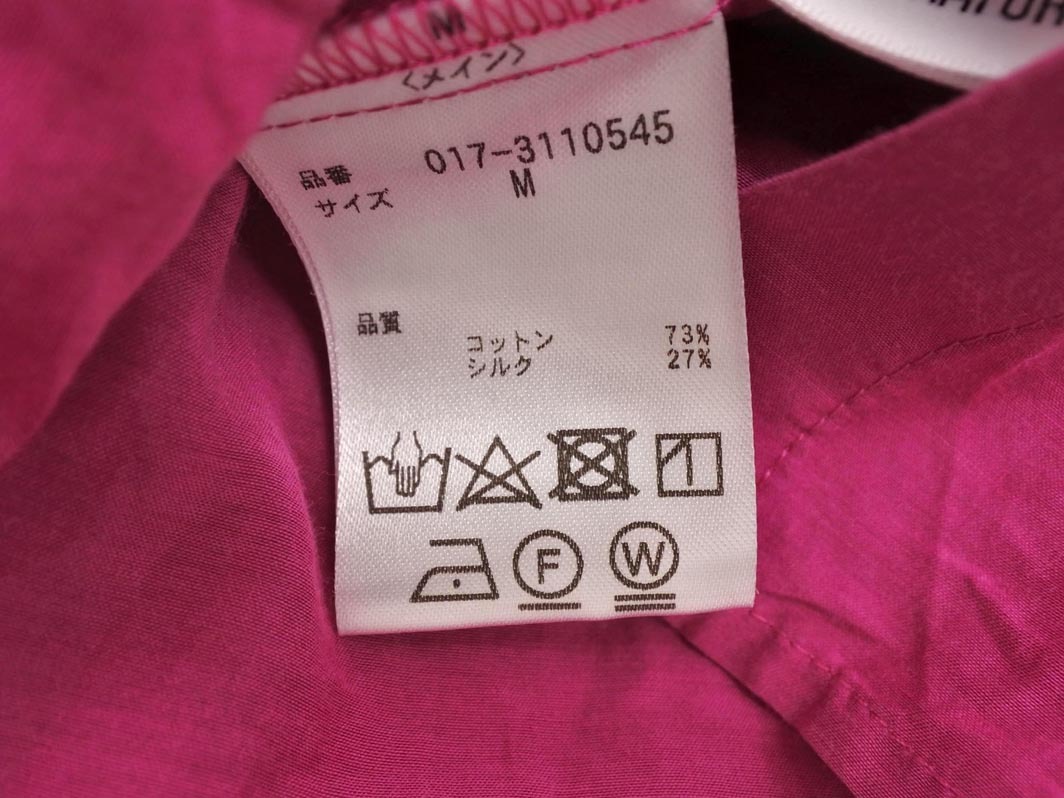 M
〈メイン〉
品番 017-3110545
サイズ M
品質 コットン 73%
シルク 27%
F W